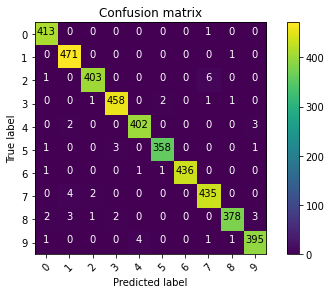 Confusion matrix
0 413 0 0 0 0 0 0 1 0 0
1 0 471 0 0 0 0 0 0 1 0
2 1 0 403 0 0 0 0 6 0 0
3 0 0 1 458 0 2 0 1 1 0
4 0 2 0 0 402 0 0 0 0 3
5 1 0 0 3 0 358 0 0 0 1
6 1 0 0 0 1 1 436 0 0 0
7 0 4 2 0 0 0 0 435 0 0
8 2 3 1 2 0 0 0 0 378 3
9 1 0 0 0 4 0 0 1 1 395
0 1 2 3 4 5 6 7 8 9
Predicted label
True label
400
300
200
100
0